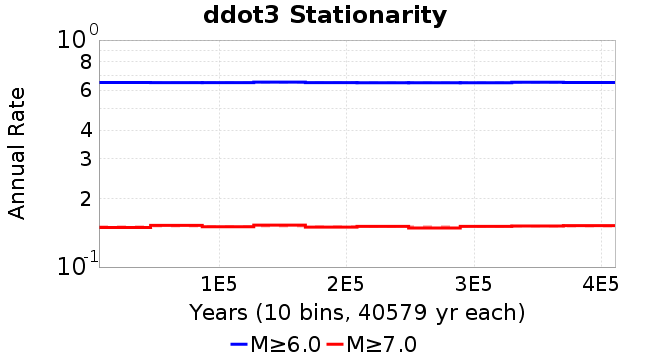 ddot3 Stationarity
10^0
8
6
4
3
2
10^-1
Annual Rate
1E5 2E5 3E5 4E5
Years (10 bins, 40579 yr each)
M≥6.0 M≥7.0